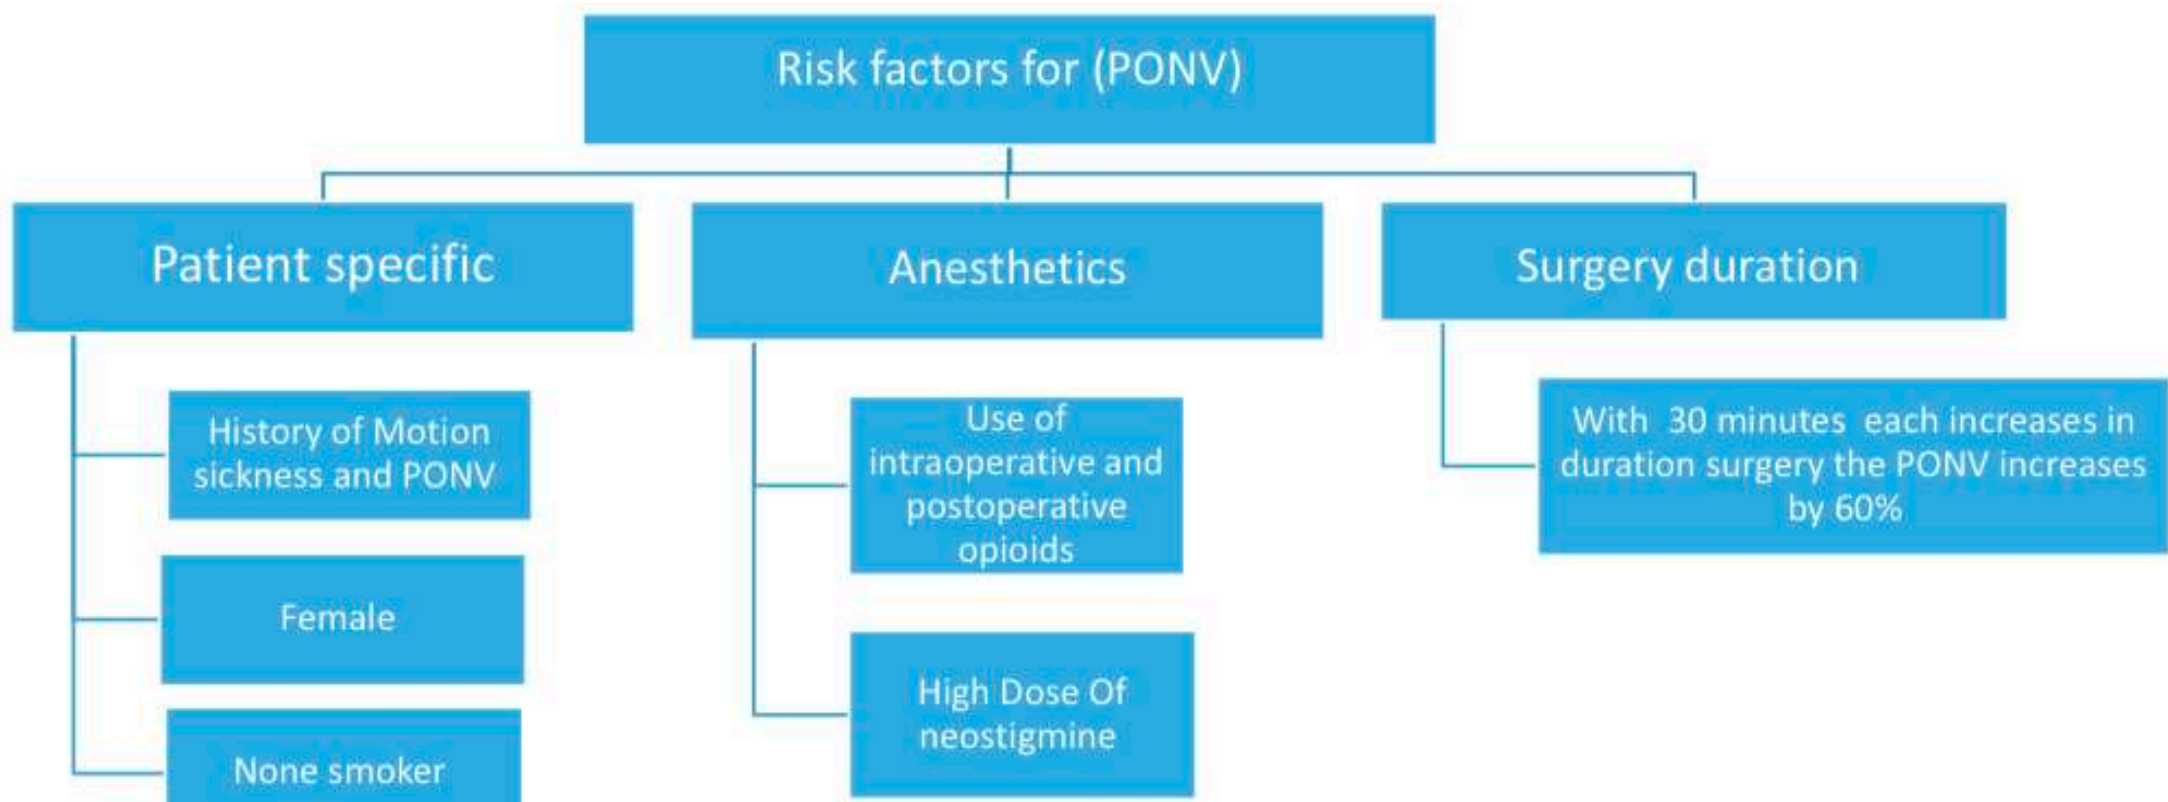 Risk factors for (PONV)
Patient specific
Anesthetics
Surgery duration
History of Motion
sickness and PONV
Female
None smoker
Use of
intraoperative and
postoperative
opioids
High Dose Of
neostigmine
With 30 minutes each increases in
duration surgery the PONV increases
by 60%